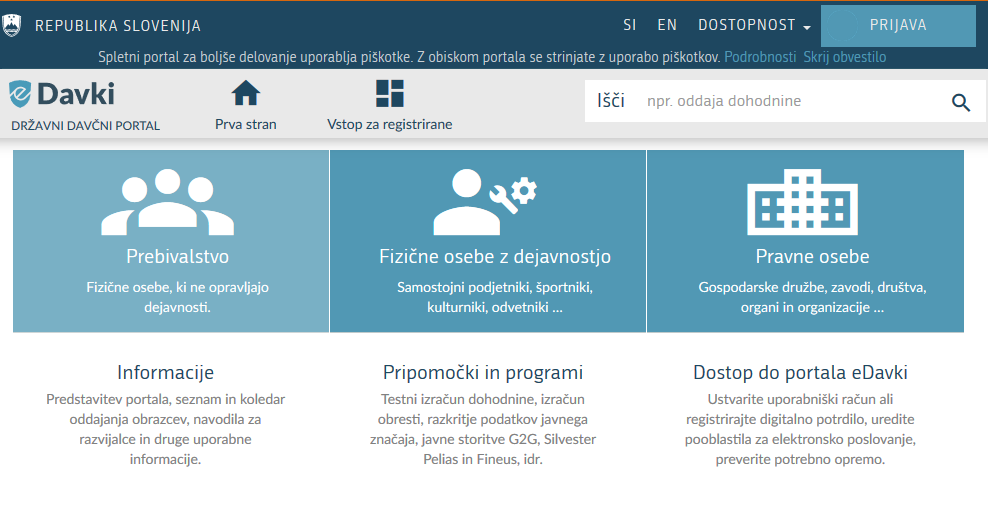 REPUBLIKA SLOVENIJA
SI EN DOSTOPNOST PRIJAVA
Spletni portal za boljše delovanje uporablja piškotke. Z obiskom portala se strinjate z uporabo piškotkov. Podrobnosti Skrij obvestilo
eDavki
DRŽAVNI DAVČNI PORTAL
Prva stran
Vstop za registrirane
Išči npr. oddaja dohodnine
Prebivalstvo
Fizične osebe, ki ne opravljajo
dejavnosti.
Fizične osebe z dejavnostjo
Samostojni podjetniki, športniki,
kulturniki, odvetniki ...
Pravne osebe
Gospodarske družbe, zavodi, društva,
organi in organizacije ...
Informacije
Predstavitev portala, seznam in koledar
oddajanja obrazcev, navodila za
razvijalce in druge uporabne
informacije.
Pripomočki in programi
Testni izračun dohodnine, izračun
obresti, razkritje podatkov javnega
značaja, javne storitve G2G, Silvester
Pelias in Fineus, idr.
Dostop do portala eDavki
Ustvarite uporabniški račun ali
registrirajte digitalno potrdilo, uredite
pooblastila za elektronsko poslovanje,
preverite potrebno opremo.